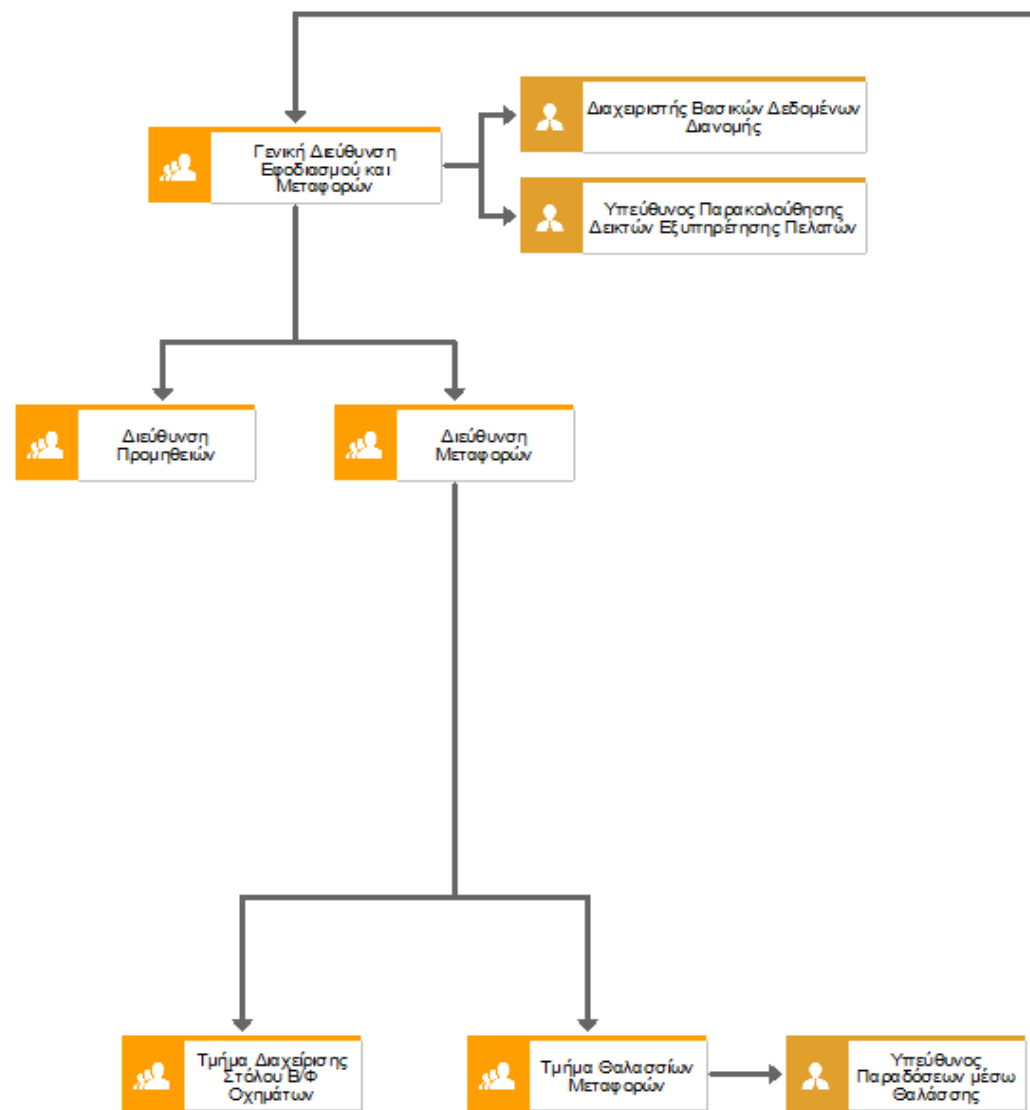 Διαχειριστής Βασικών Δεδομένων
Διανομής
Γενική Διεύθυνση
Εφοδιασμού και
Μεταφορών
Υπεύθυνος Παρακολούθησης
Δεικτών Εξυπηρέτησης Πελατών
Διεύθυνση
Προμηθειών
Διεύθυνση
Μεταφορών
Τμήμα Διαχείρισης
Στόλου Β/Φ
Οχημάτων
Τμήμα Θαλασσίων
Μεταφορών
Υπεύθυνος
Παραδόσεων μέσω
Θαλάσσης